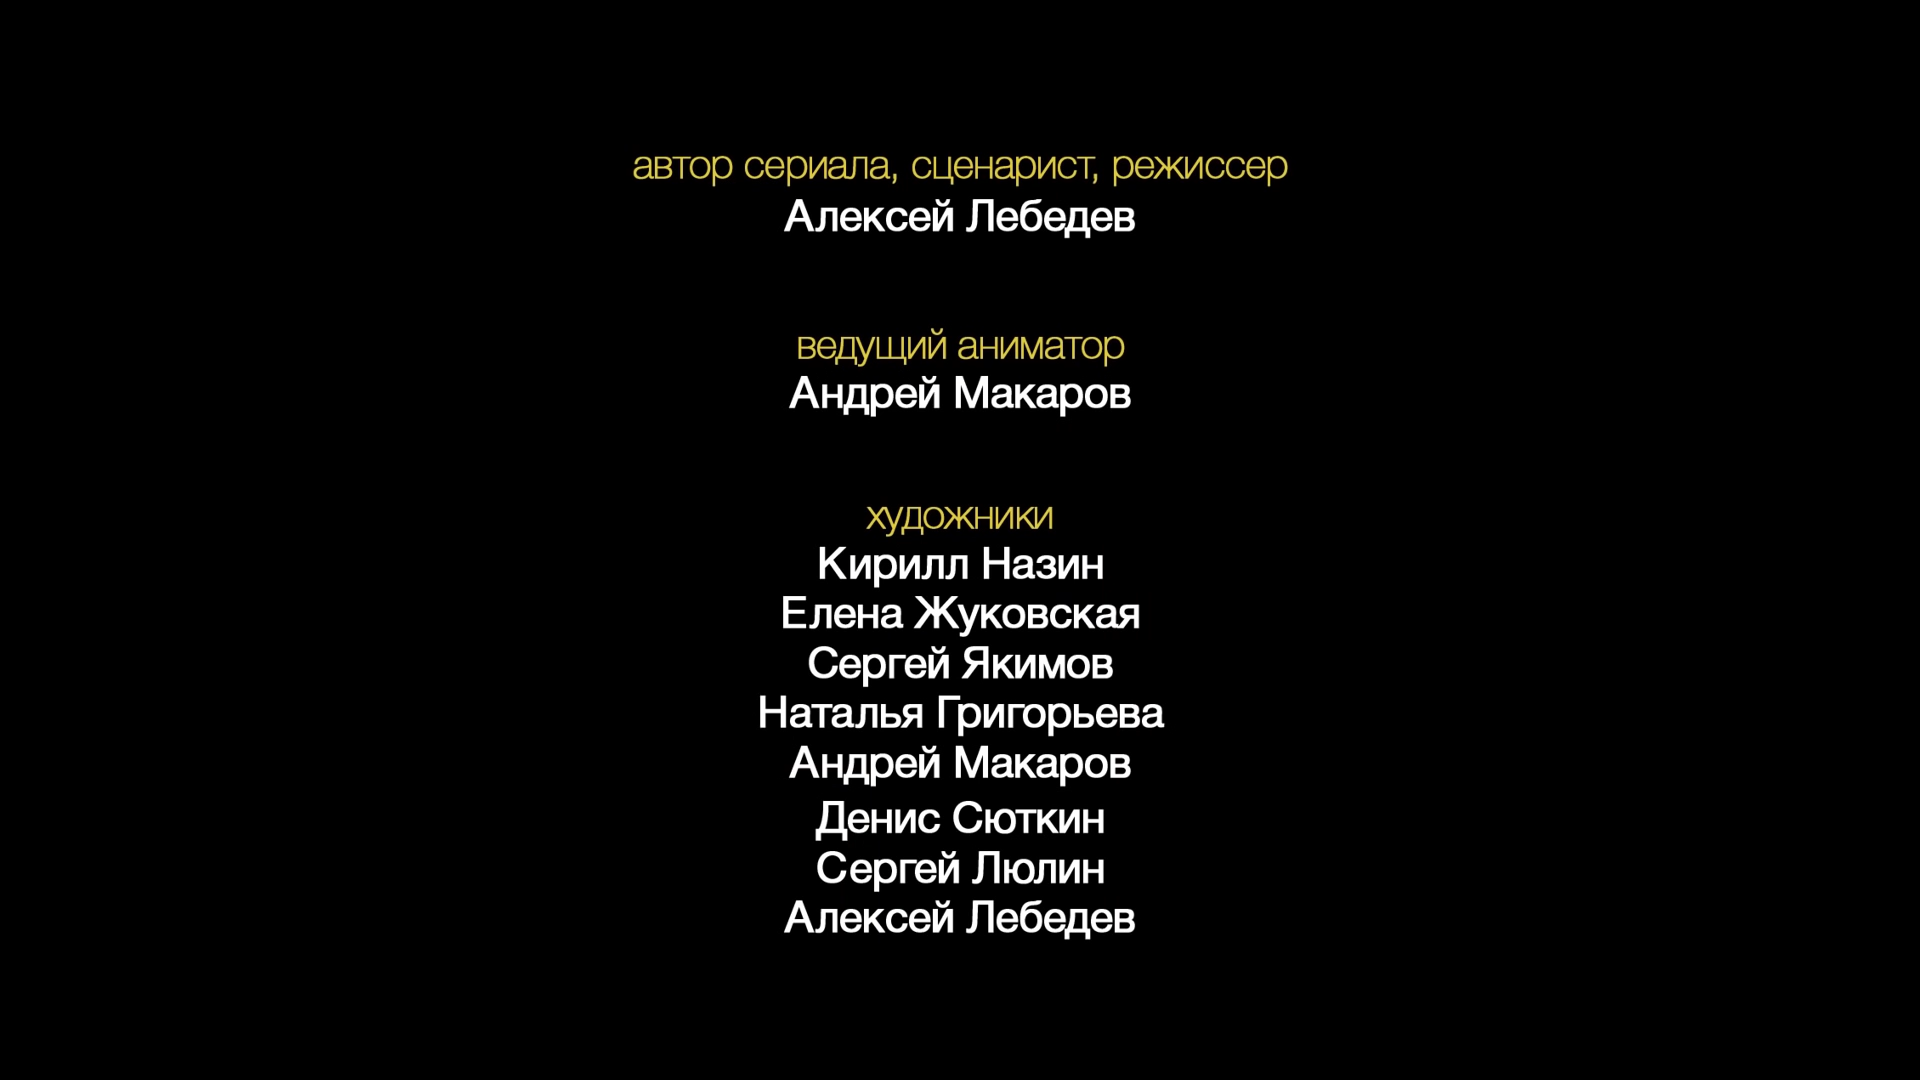 автор сериала, сценарист, режиссер
Алексей Лебедев
ведущий аниматор
Андрей Макаров
художники
Кирилл Назин
Елена Жуковская
Сергей Якимов
Наталья Григорьева
Андрей Макаров
Денис Сюткин
Сергей Люлин
Алексей Лебедев